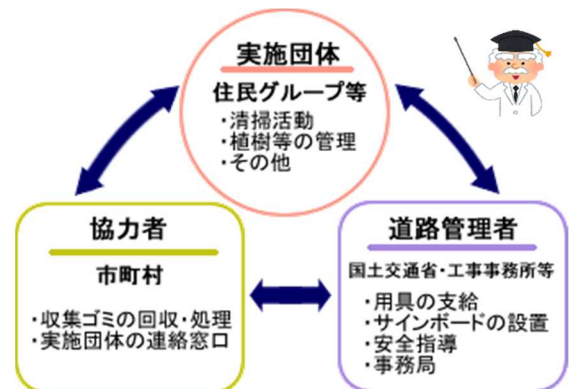 実施団体
住民グループ等
・清掃活動
・植樹等の管理
・その他
協力者
市町村
・収集ゴミの回収・処理
・実施団体の連絡窓口
道路管理者
国土交通省・工事事務所等
・用具の支給
・サインボードの設置
・安全指導
・事務局